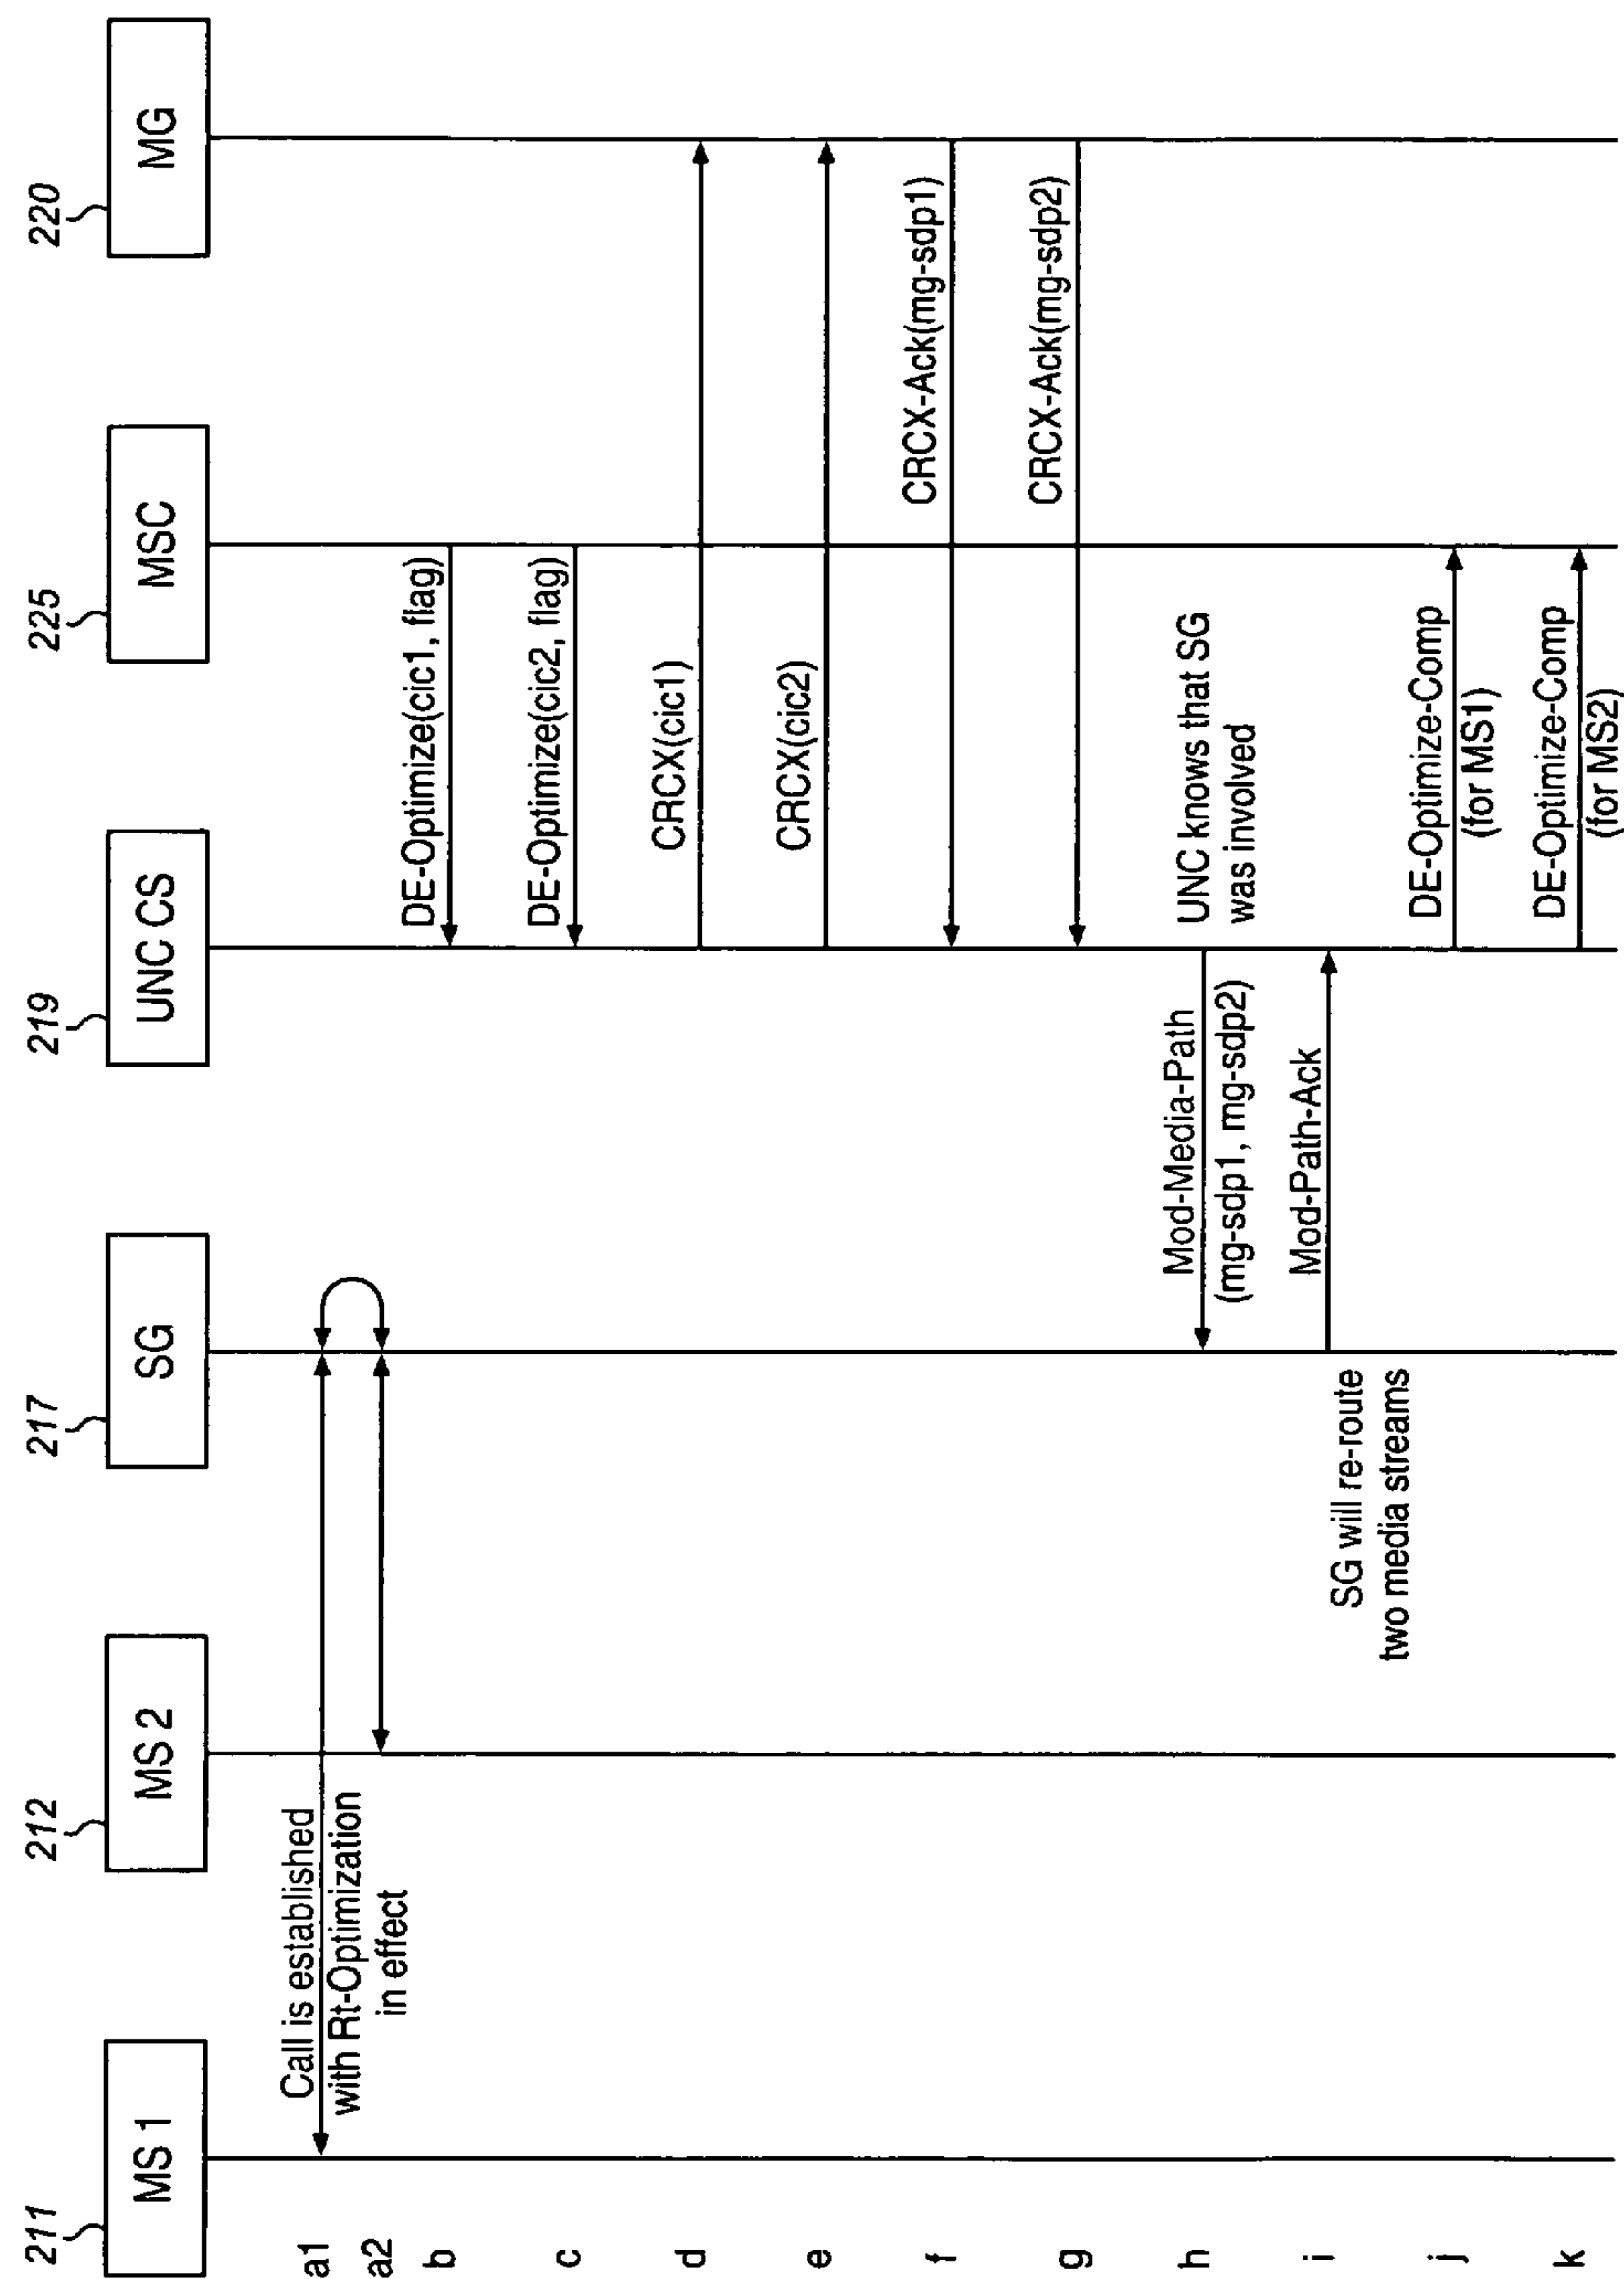 211
212
217
219
225
220
MS 1
MS 2
SG
UNC CS
MSC
MG
a1
Call is established
with Rt-Optimization
in effect
a2
b
DE-Optimize(cic1, flag)
c
DE-Optimize(cic2, flag)
d
CRCX(cic1)
e
CRCX(cic2)
f
CRCX-Ack(mg-sdp1)
g
CRCX-Ack(mg-sdp2)
h
Mod-Media-Path
(mg-sdp1, mg-sdp2)
UNC knows that SG
was involved
i
Mod-Path-Ack
SG will re-route
two media streams
j
DE-Optimize-Comp
(for MS1)
k
DE-Optimize-Comp
(for MS2)